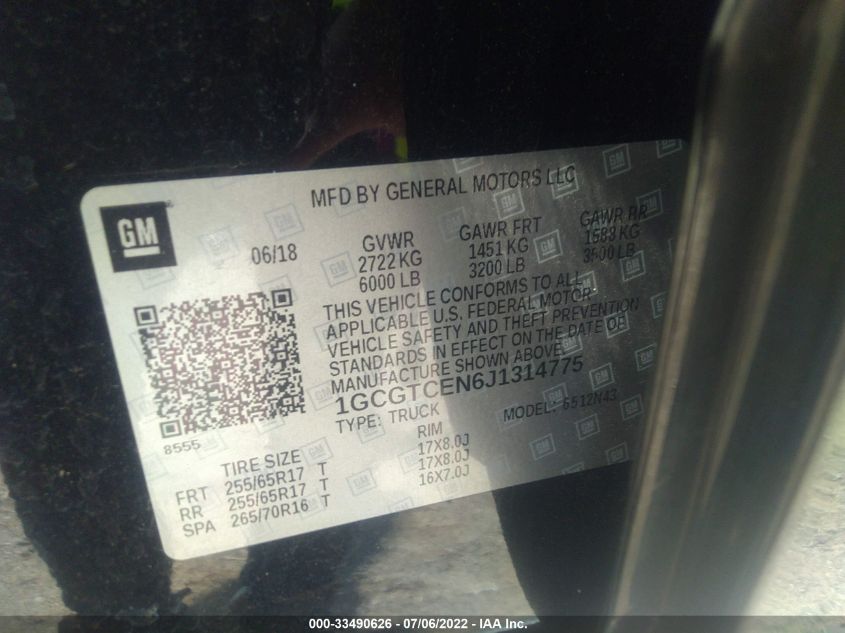 MFD BY GENERAL MOTORS LLC
GM
06/18
GVWR GAWR FRT GAWR RR
2722 KG 1451 KG 1588 KG
6000 LB 3200 LB 3500 LB
THIS VEHICLE CONFORMS TO ALL
APPLICABLE U.S. FEDERAL MOTOR
VEHICLE SAFETY AND THEFT PREVENTION
STANDARDS IN EFFECT ON THE DATE OF
MANUFACTURE SHOWN ABOVE.
1GCGTCEN6J1314775
TYPE: TRUCK MODEL: 6512N43
8555
TIRE SIZE RIM
FRT 255/65R17 T 17X8.0J
RR 255/65R17 T 17X8.0J
SPA 265/70R16 T 16X7.0J
000-33490626 - 07/06/2022 - IAA Inc.